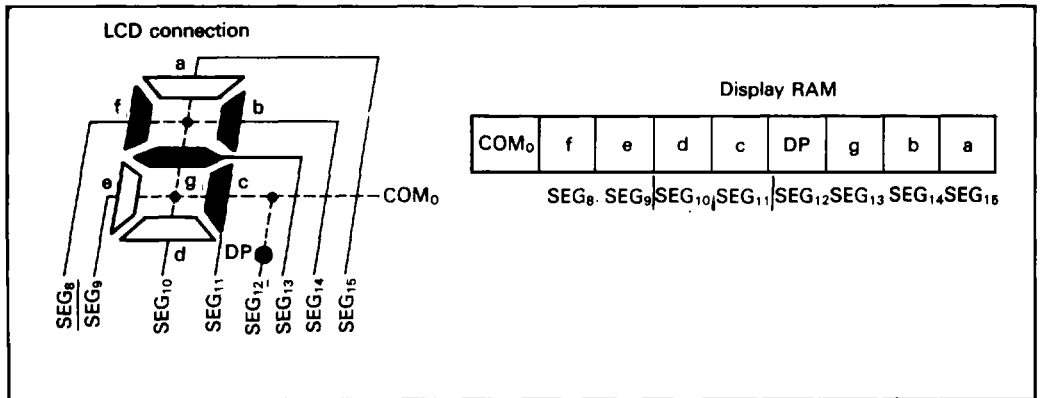 LCD connection
a
f
b
e
g
c
COM₀
d
DP
SEG₈
SEG₉
SEG₁₀
SEG₁₁
SEG₁₂
SEG₁₃
SEG₁₄
SEG₁₅
Display RAM
COM₀ f e d c DP g b a
SEG₈ SEG₉ SEG₁₀ SEG₁₁ SEG₁₂ SEG₁₃ SEG₁₄ SEG₁₅